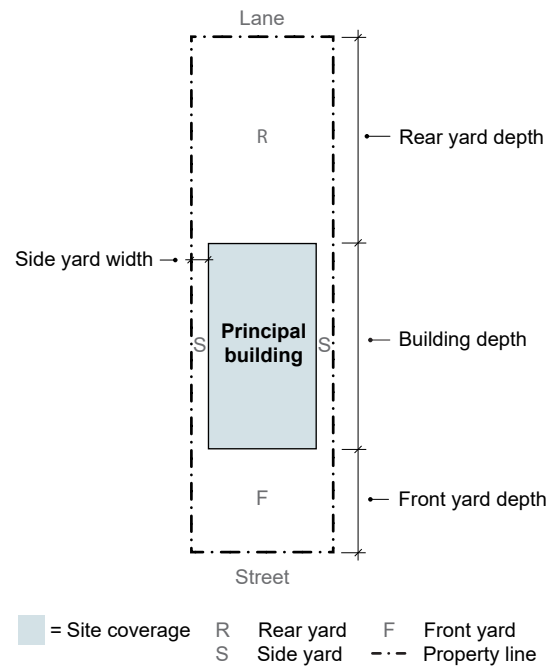 Lane
R
Rear yard depth
Side yard width
S
Principal
building
S
Building depth
F
Front yard depth
Street
= Site coverage R Rear yard F Front yard
S Side yard Property line